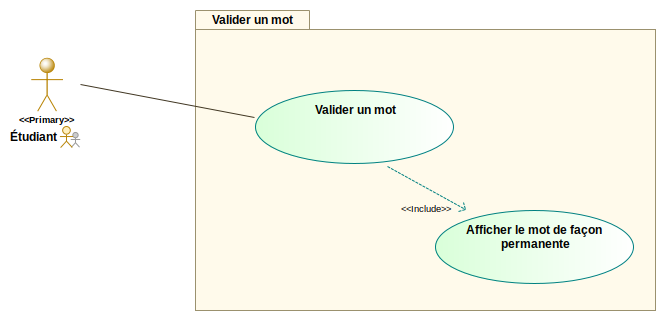 Valider un mot
<<Primary>>
Étudiant
Valider un mot
<<Include>>
Afficher le mot de façon
permanente